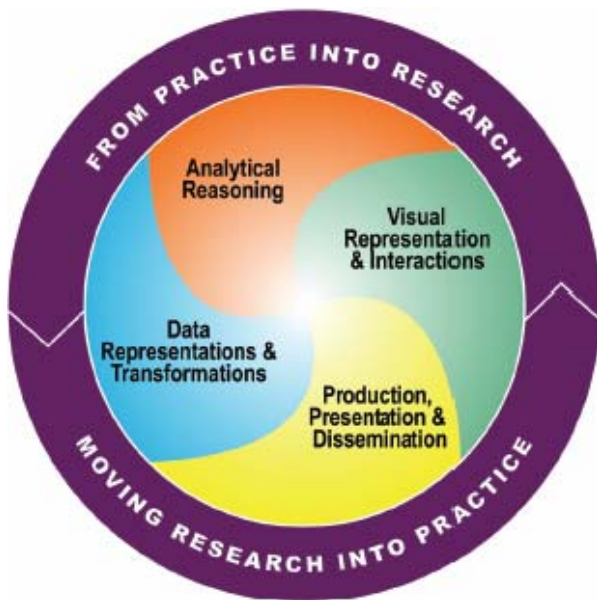 FROM PRACTICE INTO RESEARCH
Analytical
Reasoning
Visual
Representation
& Interactions
Data
Representations &
Transformations
Production,
Presentation &
Dissemination
MOVING RESEARCH INTO PRACTICE